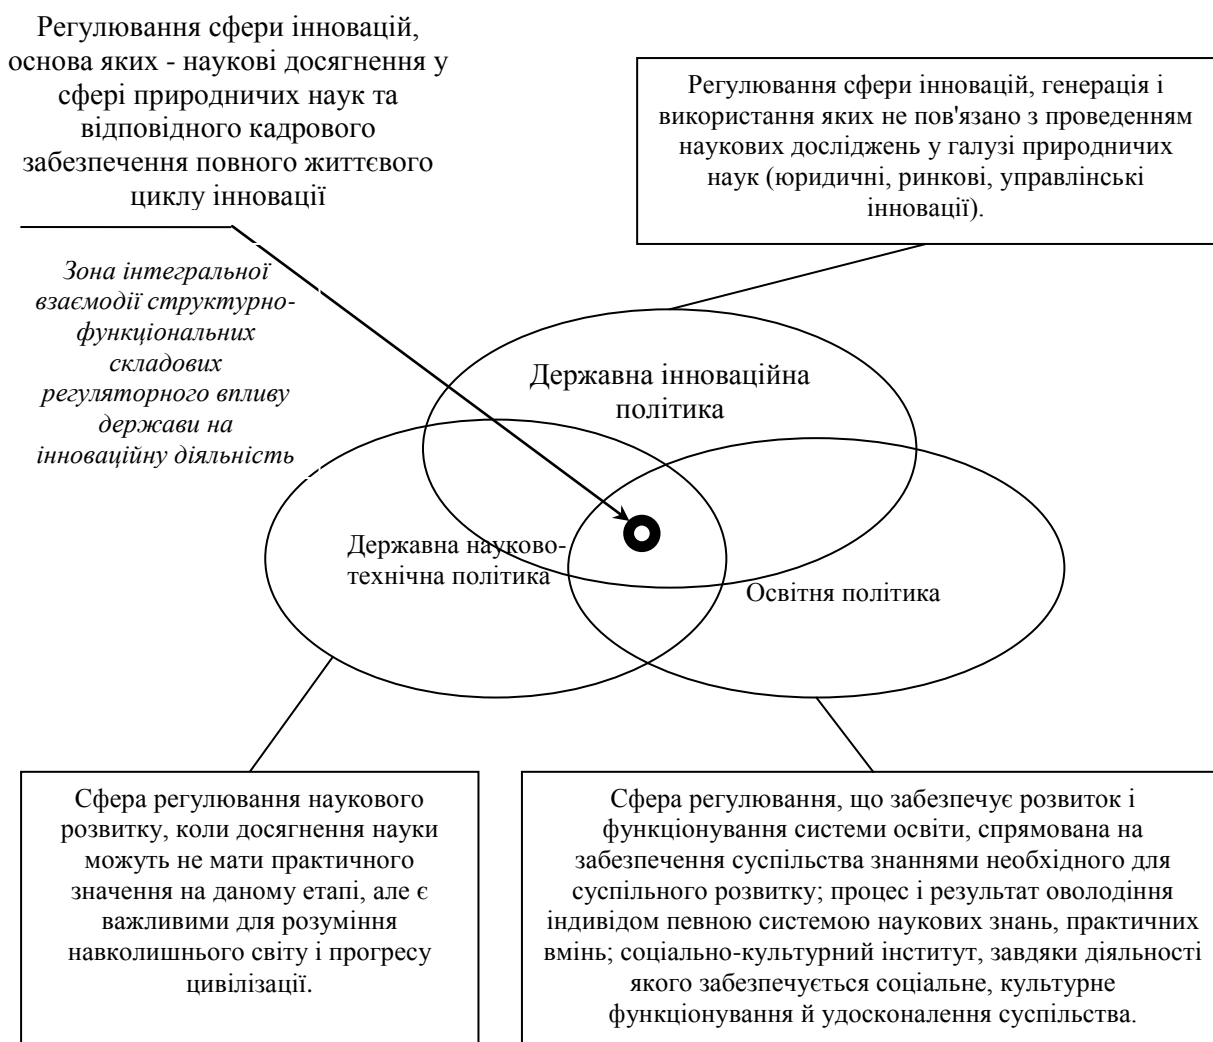 Регулювання сфери інновацій,
основа яких - наукові досягнення у
сфері природничих наук та
відповідного кадрового
забезпечення повного життєвого
циклу інновації
Зона інтегральної
взаємодії структурно-
функціональних
складових
регуляторного впливу
держави на
інноваційну діяльність
Регулювання сфери інновацій, генерація і
використання яких не пов'язано з проведенням
наукових досліджень у галузі природничих
наук (юридичні, ринкові, управлінські
інновації).
Державна інноваційна
політика
Державна науково-
технічна політика
Освітня політика
Сфера регулювання наукового
розвитку, коли досягнення науки
можуть не мати практичного
значення на даному етапі, але є
важливими для розуміння
навколишнього світу і прогресу
цивілізації.
Сфера регулювання, що забезпечує розвиток і
функціонування системи освіти, спрямована на
забезпечення суспільства знаннями необхідного для
суспільного розвитку; процес і результат оволодіння
індивідом певною системою наукових знань, практичних
вмінь; соціально-культурний інститут, завдяки діяльності
якого забезпечується соціальне, культурне
функціонування й удосконалення суспільства.